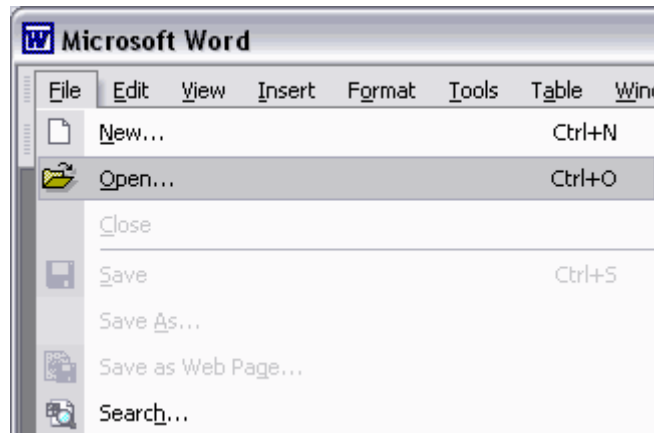 Microsoft Word
File Edit View Insert Format Tools Table
New... Ctrl+N
Open... Ctrl+O
Close
Save Ctrl+S
Save As...
Save as Web Page...
Search...